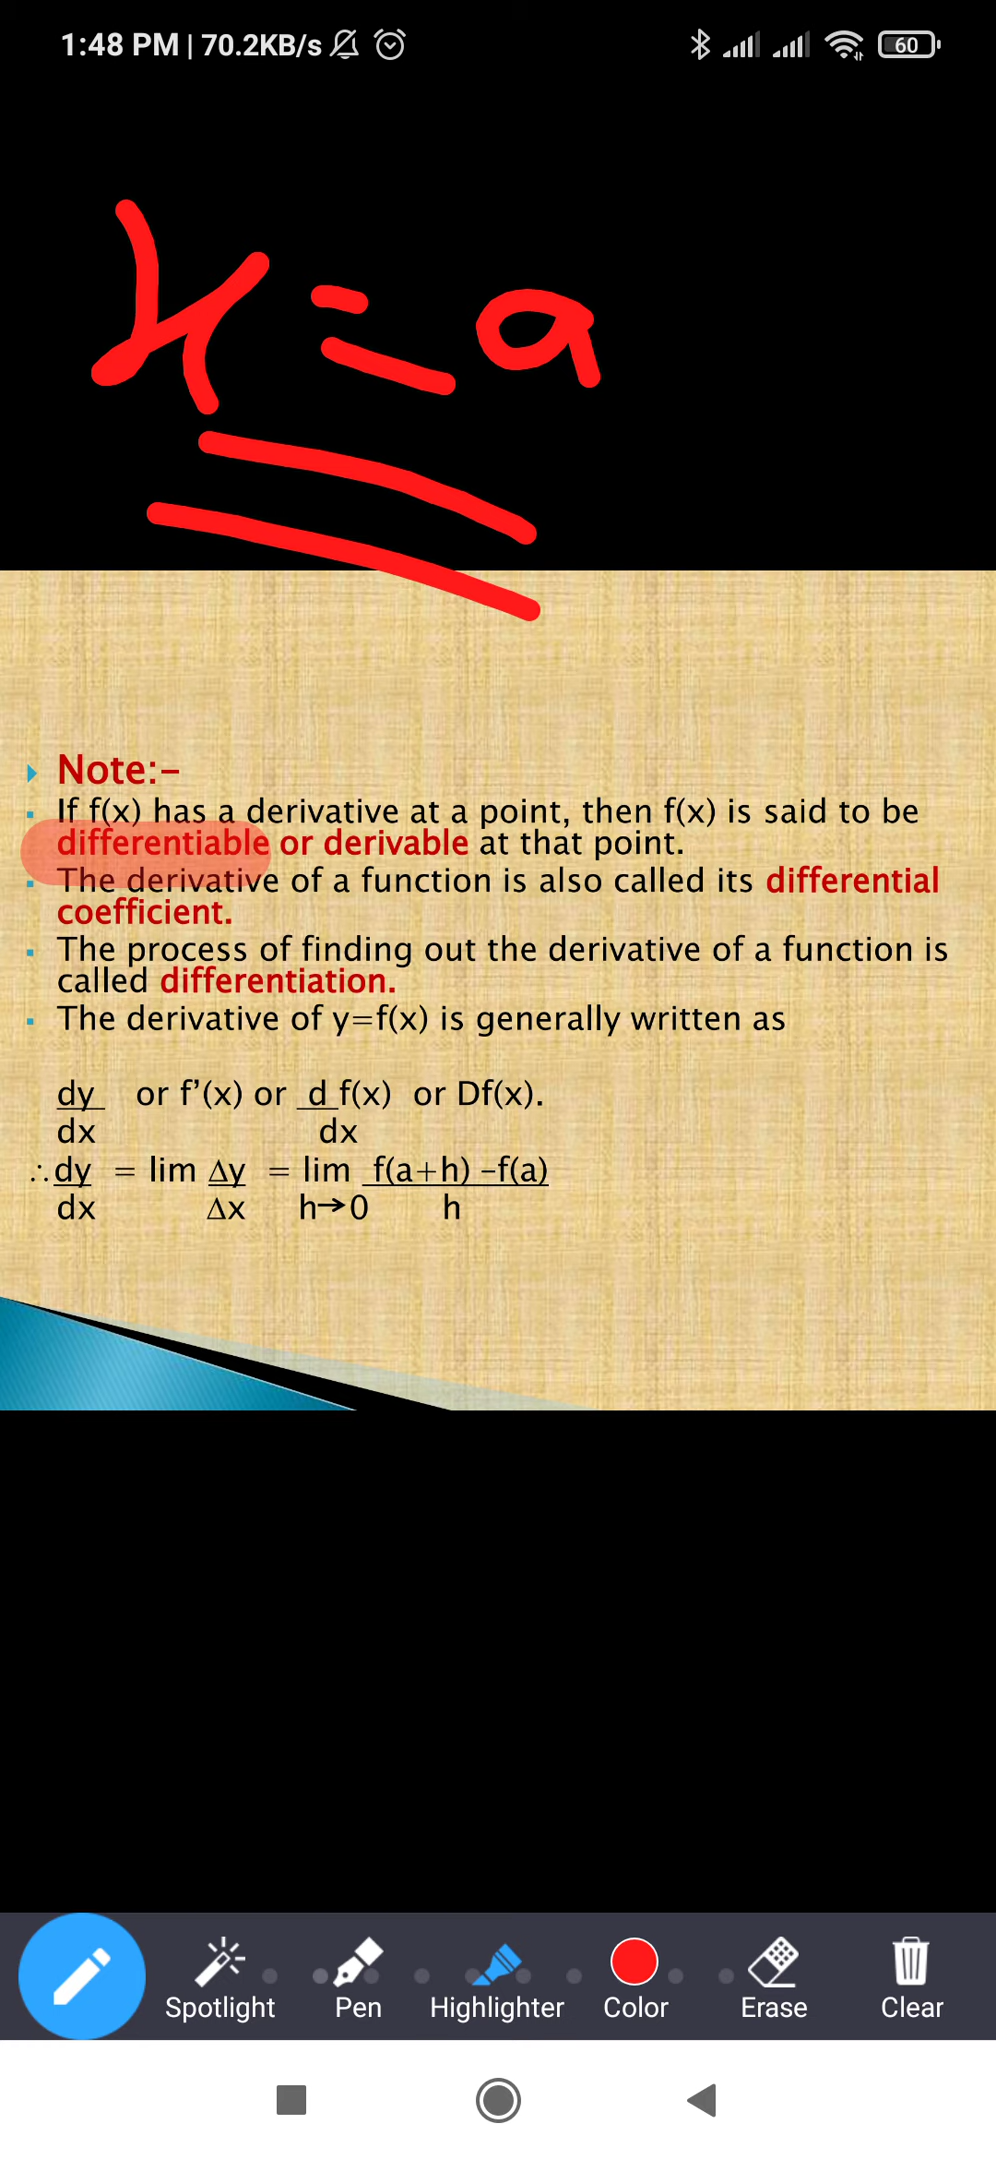 1:48 PM | 70.2KB/s 60
x = a
Note:-
If f(x) has a derivative at a point, then f(x) is said to be
differentiable or derivable at that point.
The derivative of a function is also called its differential
coefficient.
The process of finding out the derivative of a function is
called differentiation.
The derivative of y=f(x) is generally written as
dy or f’(x) or d f(x) or Df(x).
dx dx
∴dy = lim Δy = lim f(a+h) -f(a)
dx Δx h→0 h
Spotlight Pen Highlighter Color Erase Clear